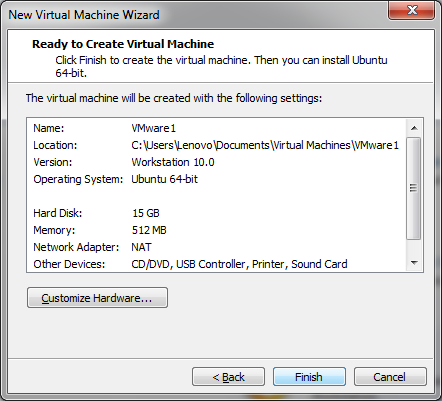 New Virtual Machine Wizard
Ready to Create Virtual Machine
Click Finish to create the virtual machine. Then you can install Ubuntu
64-bit.
The virtual machine will be created with the following settings:
Name: VMware1
Location: C:\Users\Lenovo\Documents\Virtual Machines\VMware1
Version: Workstation 10.0
Operating System: Ubuntu 64-bit
Hard Disk: 15 GB
Memory: 512 MB
Network Adapter: NAT
Other Devices: CD/DVD, USB Controller, Printer, Sound Card
Customize Hardware...
< Back Finish Cancel